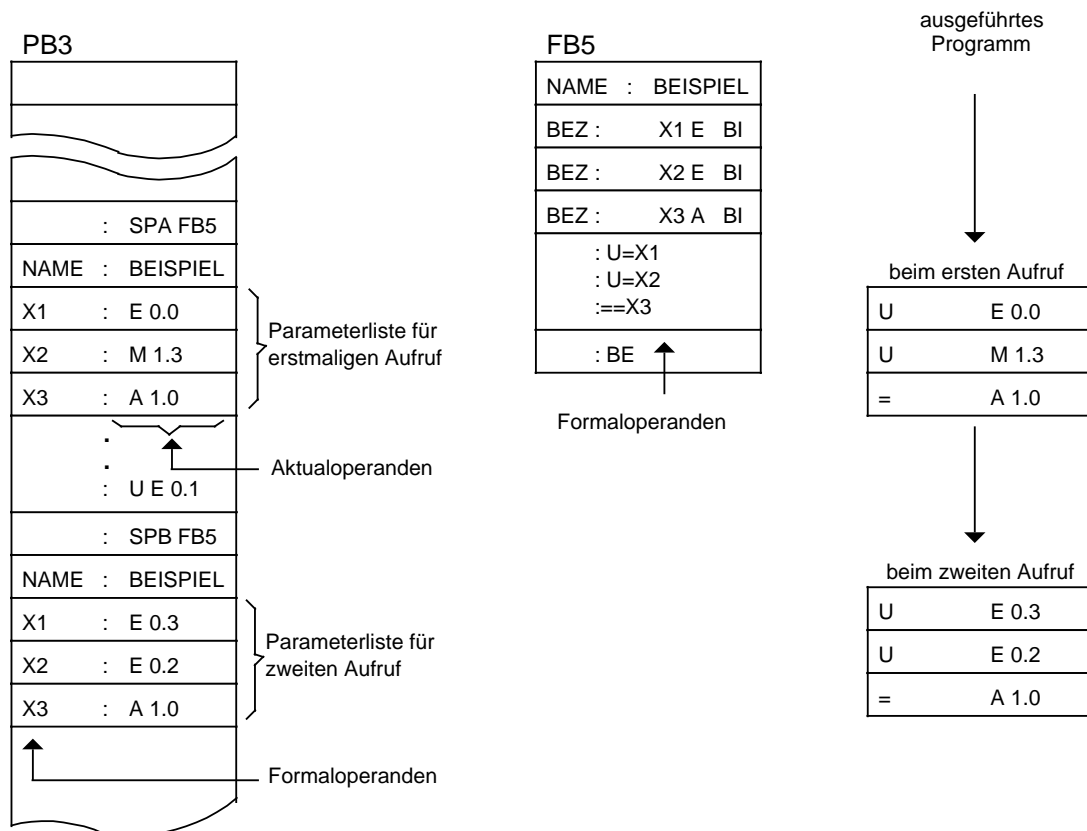 PB3
: SPA FB5
NAME : BEISPIEL
X1 : E 0.0
X2 : M 1.3
X3 : A 1.0
.
.
: U E 0.1
: SPB FB5
NAME : BEISPIEL
X1 : E 0.3
X2 : E 0.2
X3 : A 1.0
Parameterliste für
erstmaligen Aufruf
Aktualoperanden
Parameterliste für
zweiten Aufruf
Formaloperanden
FB5
NAME : BEISPIEL
BEZ : X1 E BI
BEZ : X2 E BI
BEZ : X3 A BI
: U=X1
: U=X2
:==X3
: BE
Formaloperanden
ausgeführtes
Programm
beim ersten Aufruf
U E 0.0
U M 1.3
= A 1.0
beim zweiten Aufruf
U E 0.3
U E 0.2
= A 1.0